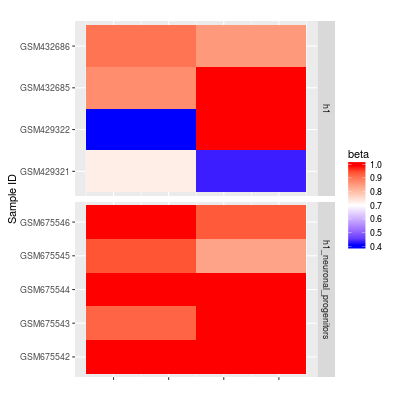 Sample ID
GSM432686
GSM432685
GSM429322
GSM429321
h1
GSM675546
GSM675545
GSM675544
GSM675543
GSM675542
h1_neuronal_progenitors
beta
1.0
0.9
0.8
0.7
0.6
0.5
0.4